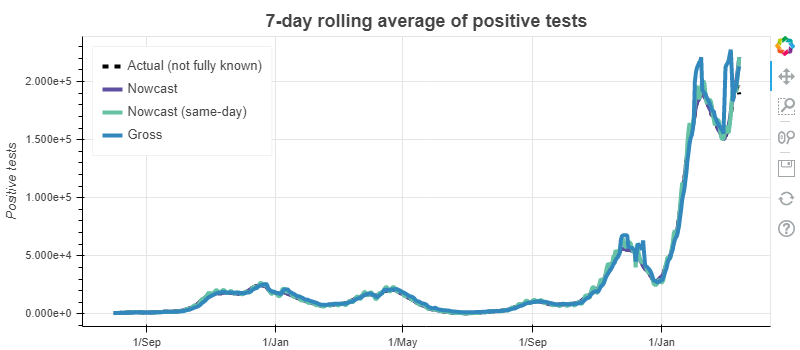 7-day rolling average of positive tests
Actual (not fully known)
Nowcast
Nowcast (same-day)
Gross
Positive tests
2.000e+5
1.500e+5
1.000e+5
5.000e+4
0.000e+0
1/Sep 1/Jan 1/May 1/Sep 1/Jan